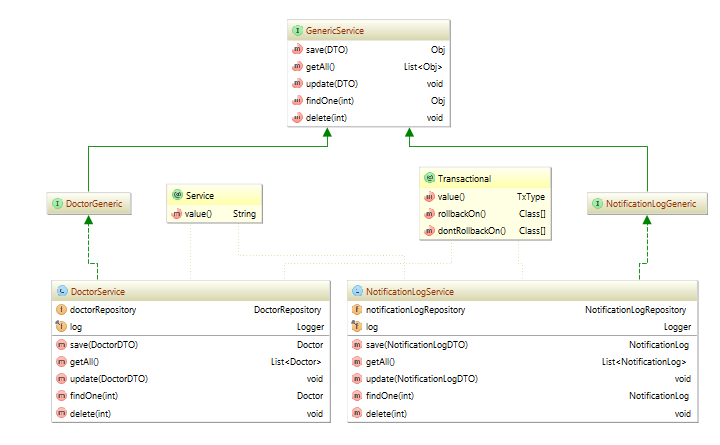 GenericService
save(DTO) Obj
getAll() List<Obj>
update(DTO) void
findOne(int) Obj
delete(int) void
DoctorGeneric
Service
value() String
Transactional
value() TxType
rollbackOn() Class[]
dontRollbackOn() Class[]
NotificationLogGeneric
DoctorService
doctorRepository DoctorRepository
log Logger
save(DoctorDTO) Doctor
getAll() List<Doctor>
update(DoctorDTO) void
findOne(int) Doctor
delete(int) void
NotificationLogService
notificationLogRepository NotificationLogRepository
log Logger
save(NotificationLogDTO) NotificationLog
getAll() List<NotificationLog>
update(NotificationLogDTO) void
findOne(int) NotificationLog
delete(int) void